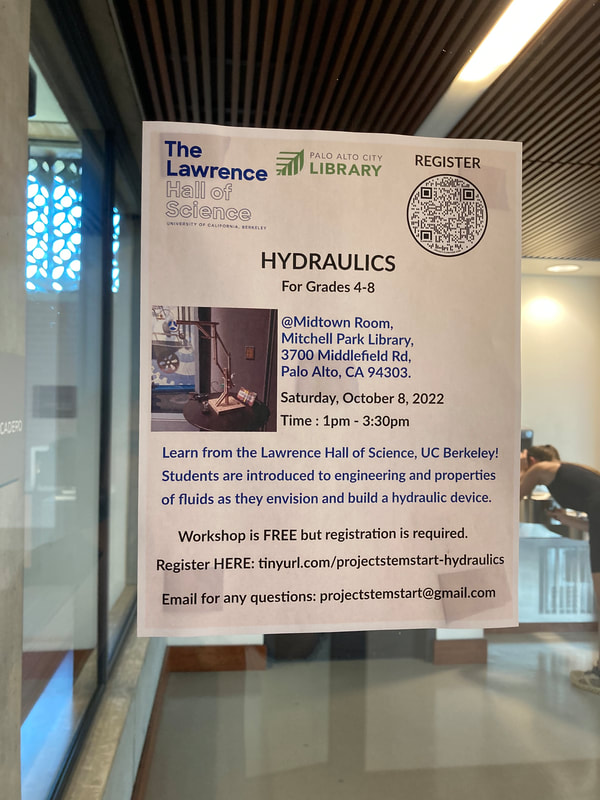 The
Lawrence
Hall of
Science
UNIVERSITY OF CALIFORNIA, BERKELEY
PALO ALTO CITY
LIBRARY
REGISTER
HYDRAULICS
For Grades 4-8
@Midtown Room,
Mitchell Park Library,
3700 Middlefield Rd,
Palo Alto, CA 94303.
Saturday, October 8, 2022
Time : 1pm - 3:30pm
Learn from the Lawrence Hall of Science, UC Berkeley!
Students are introduced to engineering and properties
of fluids as they envision and build a hydraulic device.
Workshop is FREE but registration is required.
Register HERE: tinyurl.com/projectstemstart-hydraulics
Email for any questions: projectstemstart@gmail.com
CADERO